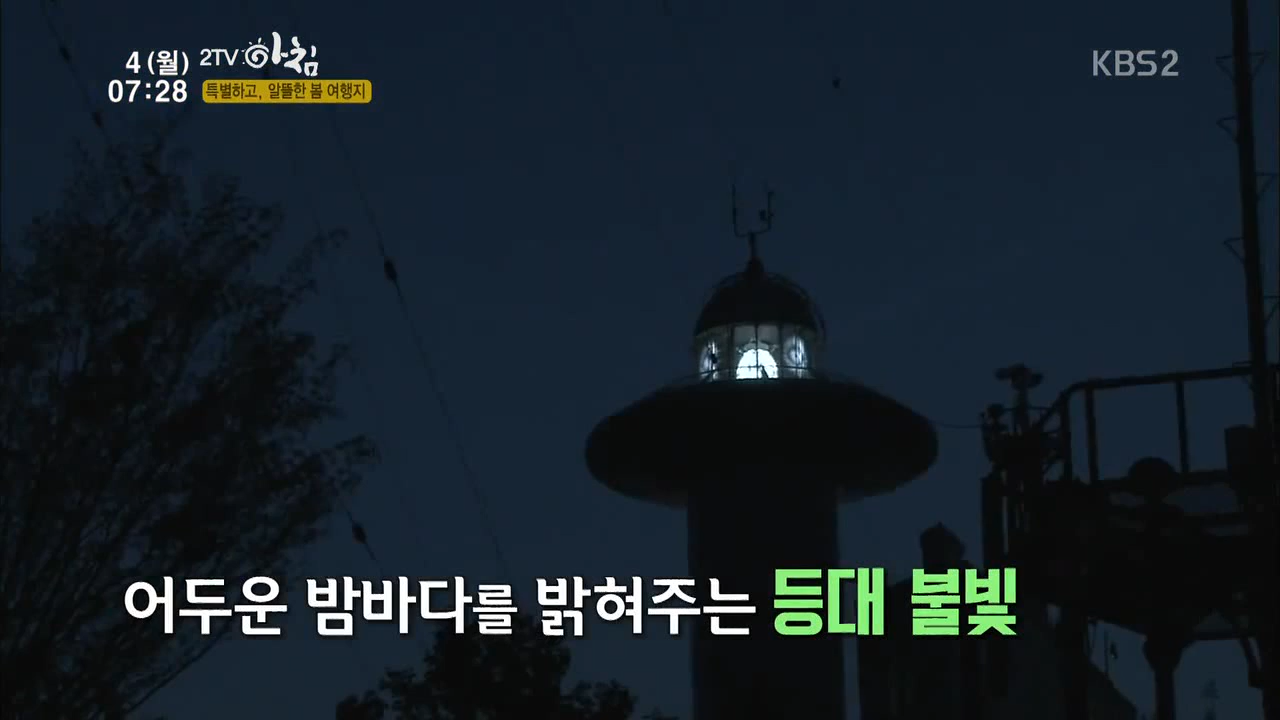 4(월) 2TV 아침
07:28 특별하고, 알뜰한 봄 여행지
KBS2
어두운 밤바다를 밝혀주는 등대 불빛